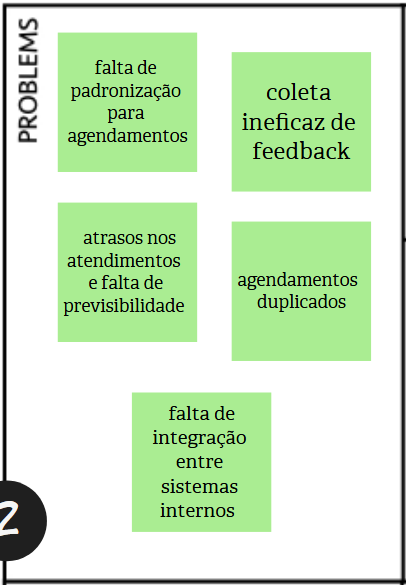 PROBLEMS
falta de
padronização
para
agendamentos
coleta
ineficaz de
feedback
atrasos nos
atendimentos
e falta de
previsibilidade
agendamentos
duplicados
falta de
integração
entre
sistemas
internos
2